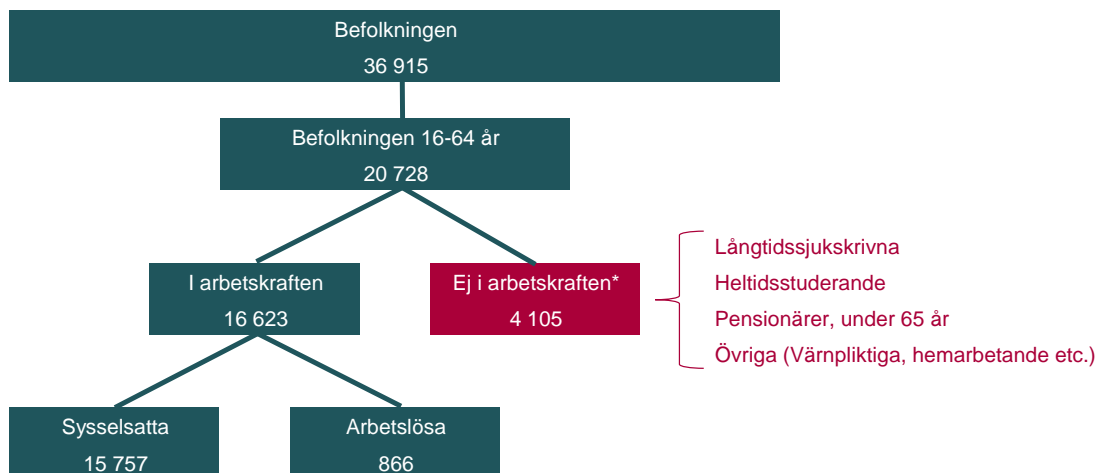 Befolkningen
36 915
Befolkningen 16-64 år
20 728
I arbetskraften
16 623
Ej i arbetskraften*
4 105
Långtidssjukskrivna
Heltidsstuderande
Pensionärer, under 65 år
Övriga (Värnpliktiga, hemarbetande etc.)
Sysselsatta
15 757
Arbetslösa
866